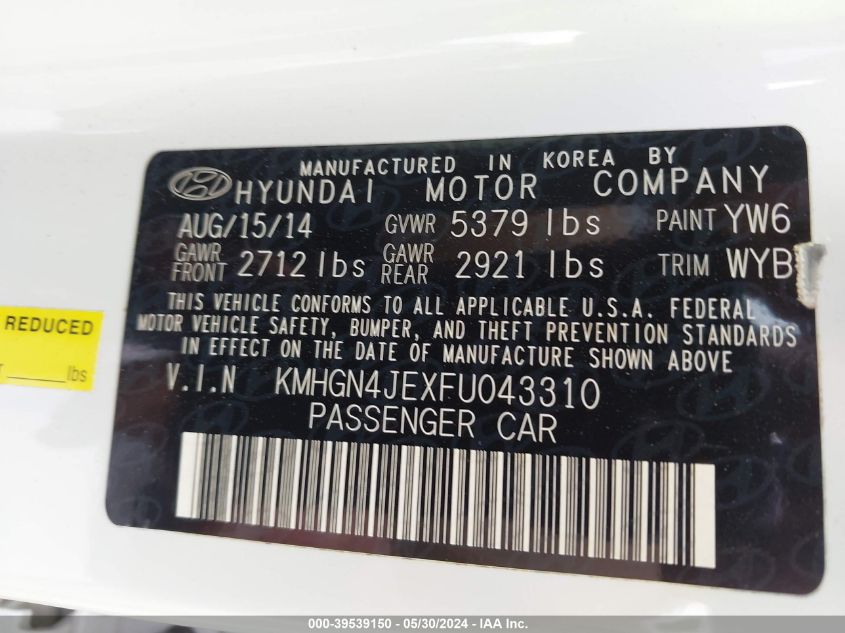 MANUFACTURED IN KOREA BY
HYUNDAI MOTOR COMPANY
AUG/15/14 GVWR 5379 lbs PAINT YW6
GAWR FRONT 2712 lbs GAWR REAR 2921 lbs TRIM WYB
THIS VEHICLE CONFORMS TO ALL APPLICABLE U.S.A. FEDERAL
MOTOR VEHICLE SAFETY, BUMPER, AND THEFT PREVENTION STANDARDS
IN EFFECT ON THE DATE OF MANUFACTURE SHOWN ABOVE
V.I.N KMHGN4JEXFU043310
PASSENGER CAR
REDUCED
lbs
000-39539150 — 05/30/2024 — IAA Inc.